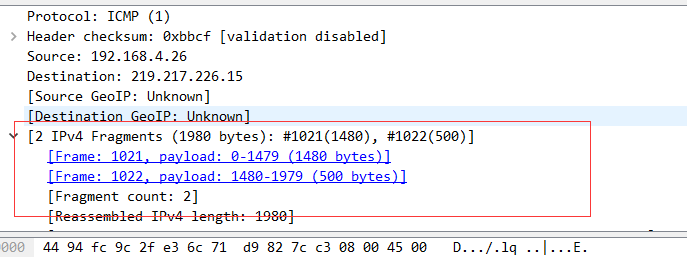 Protocol: ICMP (1)
Header checksum: 0xbbcf [validation disabled]
Source: 192.168.4.26
Destination: 219.217.226.15
[Source GeoIP: Unknown]
[Destination GeoIP: Unknown]
[2 IPv4 Fragments (1980 bytes): #1021(1480), #1022(500)]
[Frame: 1021, payload: 0-1479 (1480 bytes)]
[Frame: 1022, payload: 1480-1979 (500 bytes)]
[Fragment count: 2]
[Reassembled IPv4 length: 1980]
0000 44 94 fc 9c 2f e3 6c 71 d9 82 7c c3 08 00 45 00 D.../.lq ..|...E.